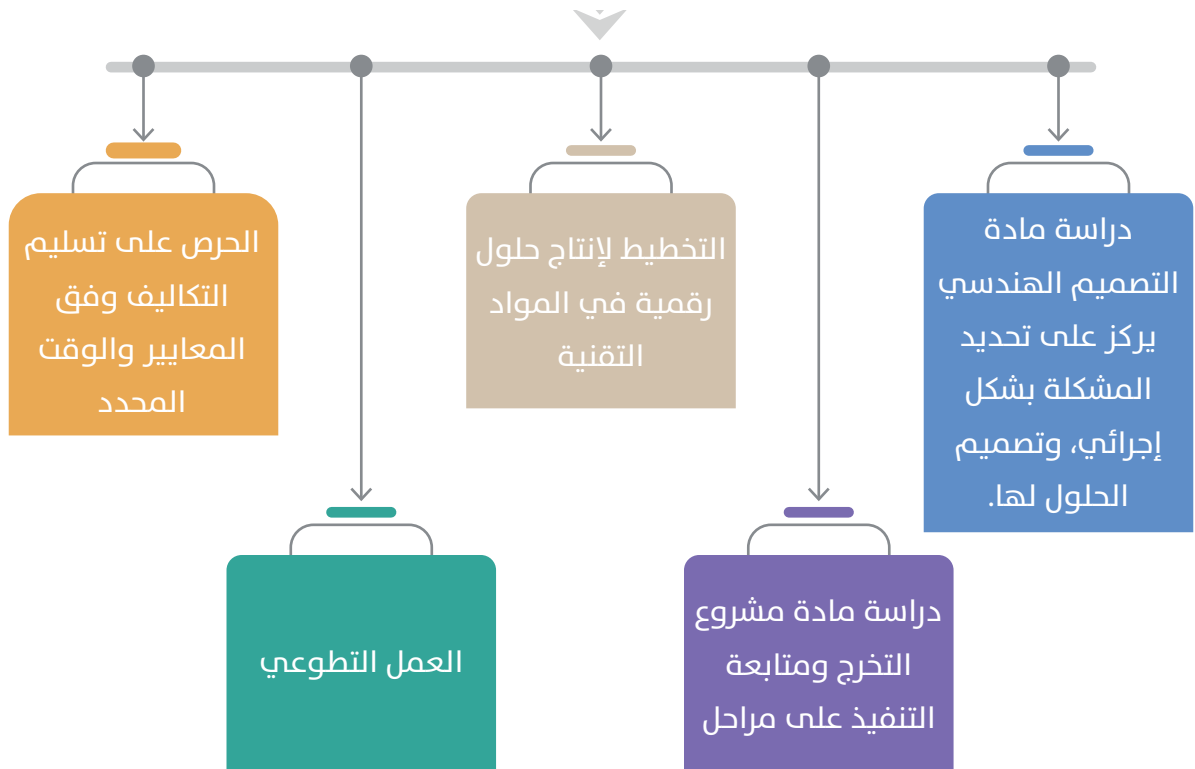 دراسة مادة
التصميم الهندسي
يركز على تحديد
المشكلة بشكل
إجرائي، وتصميم
الحلول لها.
دراسة مادة مشروع
التخرج ومتابعة
التنفيذ على مراحل
التخطيط لإنتاج حلول
رقمية في المواد
التقنية
العمل التطوعي
الحرص على تسليم
التكاليف وفق
المعايير والوقت
المحدد